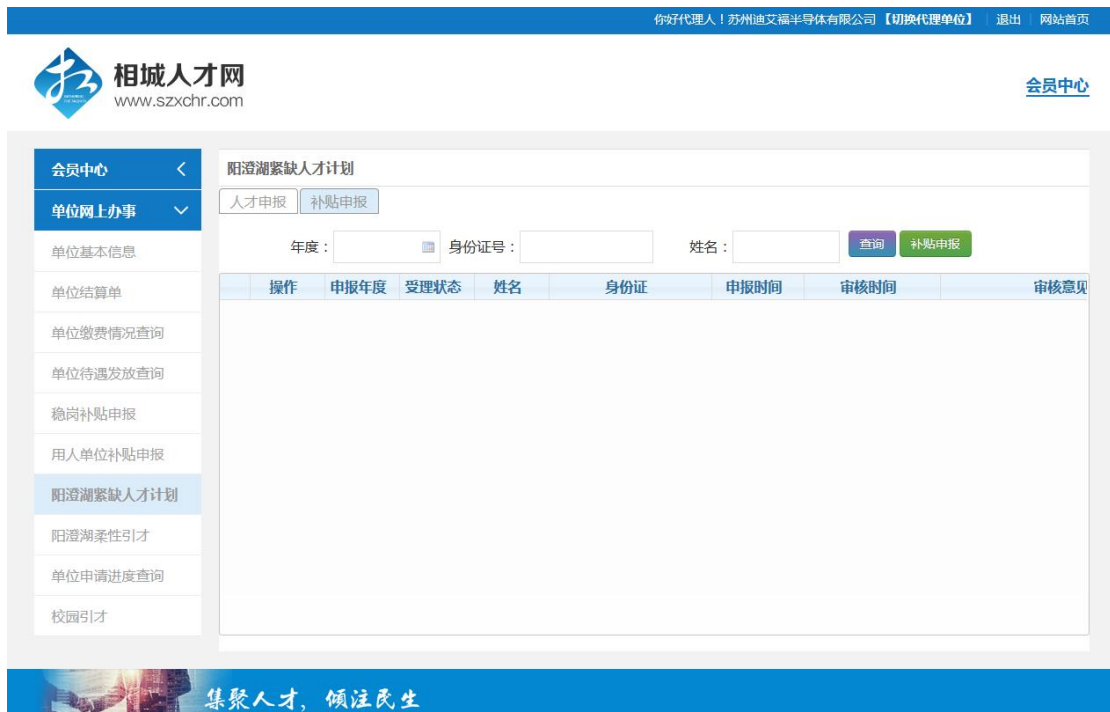 你好代理人！苏州迪艾福半导体有限公司【切换代理单位】 退出 网站首页
相城人才网
www.szxchr.com
会员中心
会员中心
单位网上办事
单位基本信息
单位结算单
单位缴费情况查询
单位待遇发放查询
稳岗补贴申报
用人单位补贴申报
阳澄湖紧缺人才计划
阳澄湖柔性引才
单位申请进度查询
校园引才
阳澄湖紧缺人才计划
人才申报 补贴申报
年度： 身份证号： 姓名： 查询 补贴申报
操作 申报年度 受理状态 姓名 身份证 申报时间 审核时间 审核意见
集聚人才，倾注民生